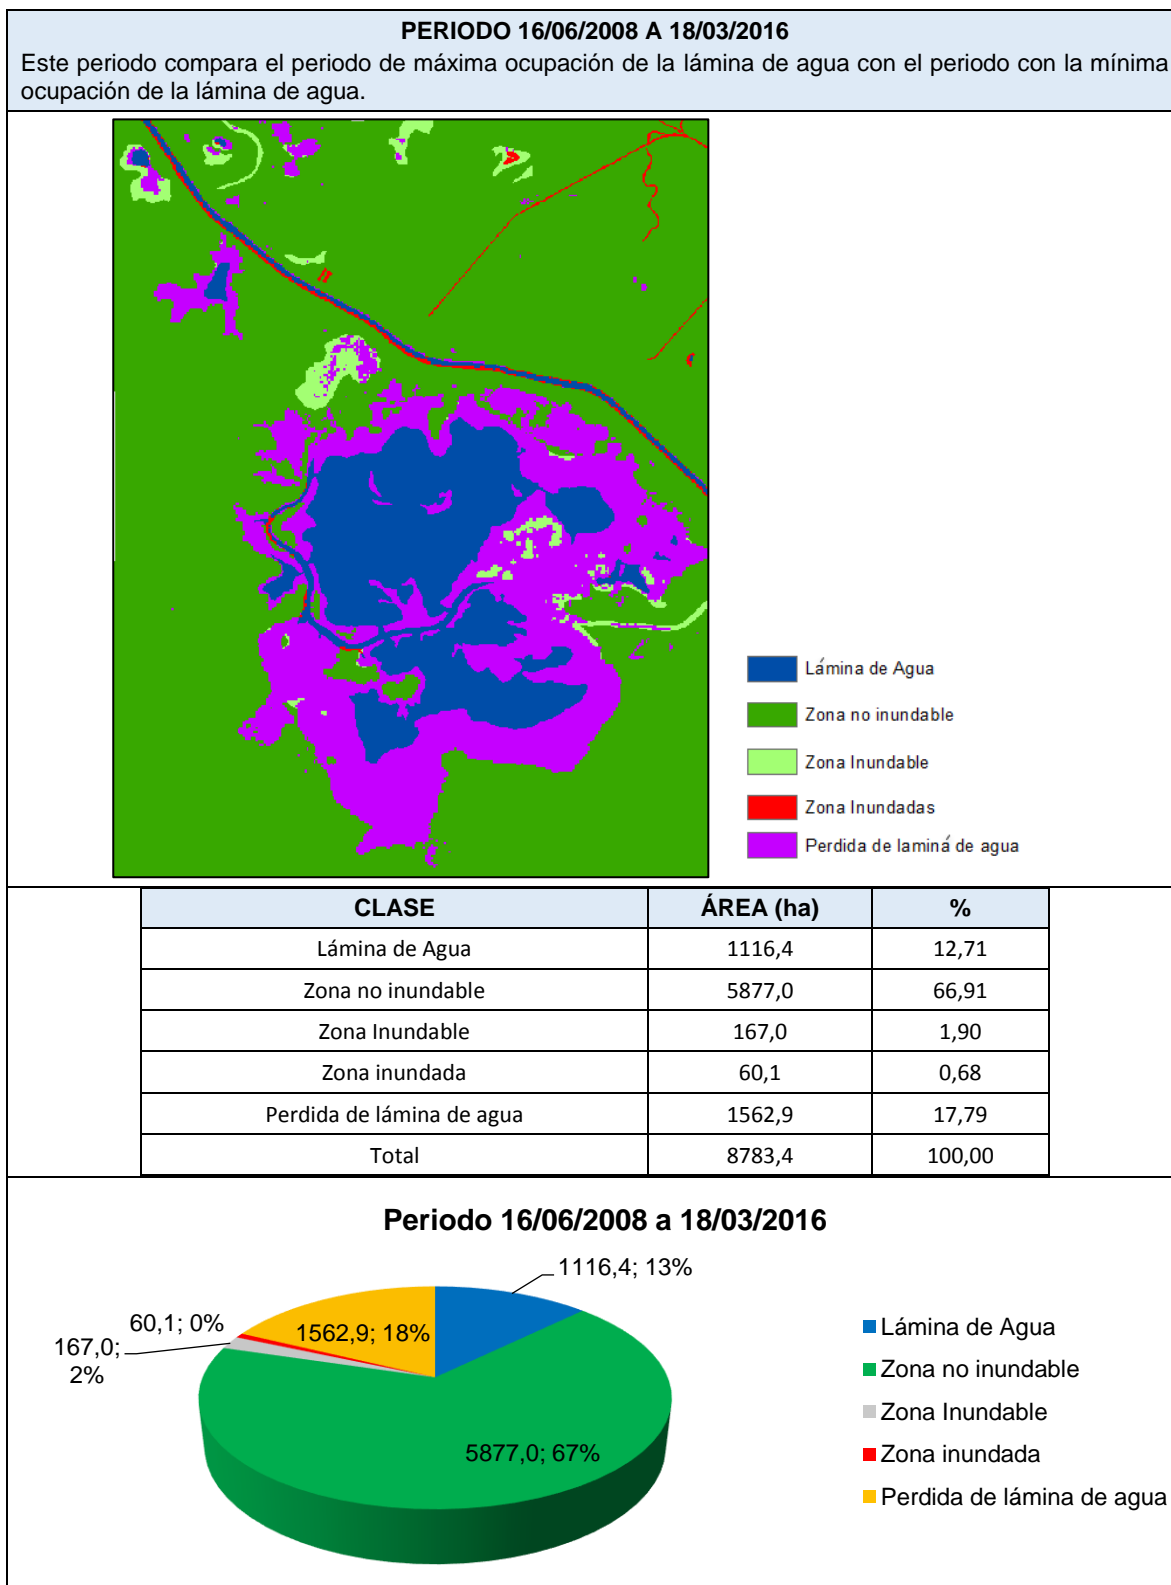 PERIODO 16/06/2008 A 18/03/2016
Este periodo compara el periodo de máxima ocupación de la lámina de agua con el periodo con la mínima
ocupación de la lámina de agua.
Lámina de Agua
Zona no inundable
Zona Inundable
Zona Inundadas
Perdida de laminá de agua
CLASE ÁREA (ha) %
Lámina de Agua 1116,4 12,71
Zona no inundable 5877,0 66,91
Zona Inundable 167,0 1,90
Zona inundada 60,1 0,68
Perdida de lámina de agua 1562,9 17,79
Total 8783,4 100,00
Periodo 16/06/2008 a 18/03/2016
1116,4; 13%
60,1; 0%
1562,9; 18%
167,0;
2%
5877,0; 67%
Lámina de Agua
Zona no inundable
Zona Inundable
Zona inundada
Perdida de lámina de agua